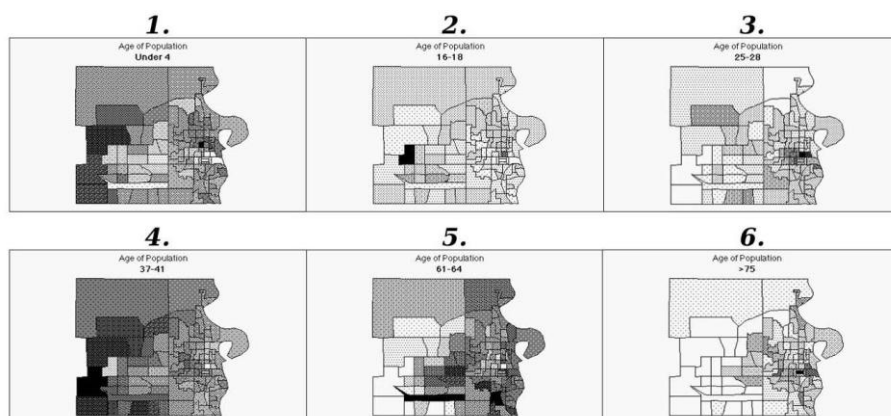 1.
2.
3.
Age of Population
Under 4
Age of Population
16-18
Age of Population
25-28
4.
5.
6.
Age of Population
37-41
Age of Population
61-64
Age of Population
>75